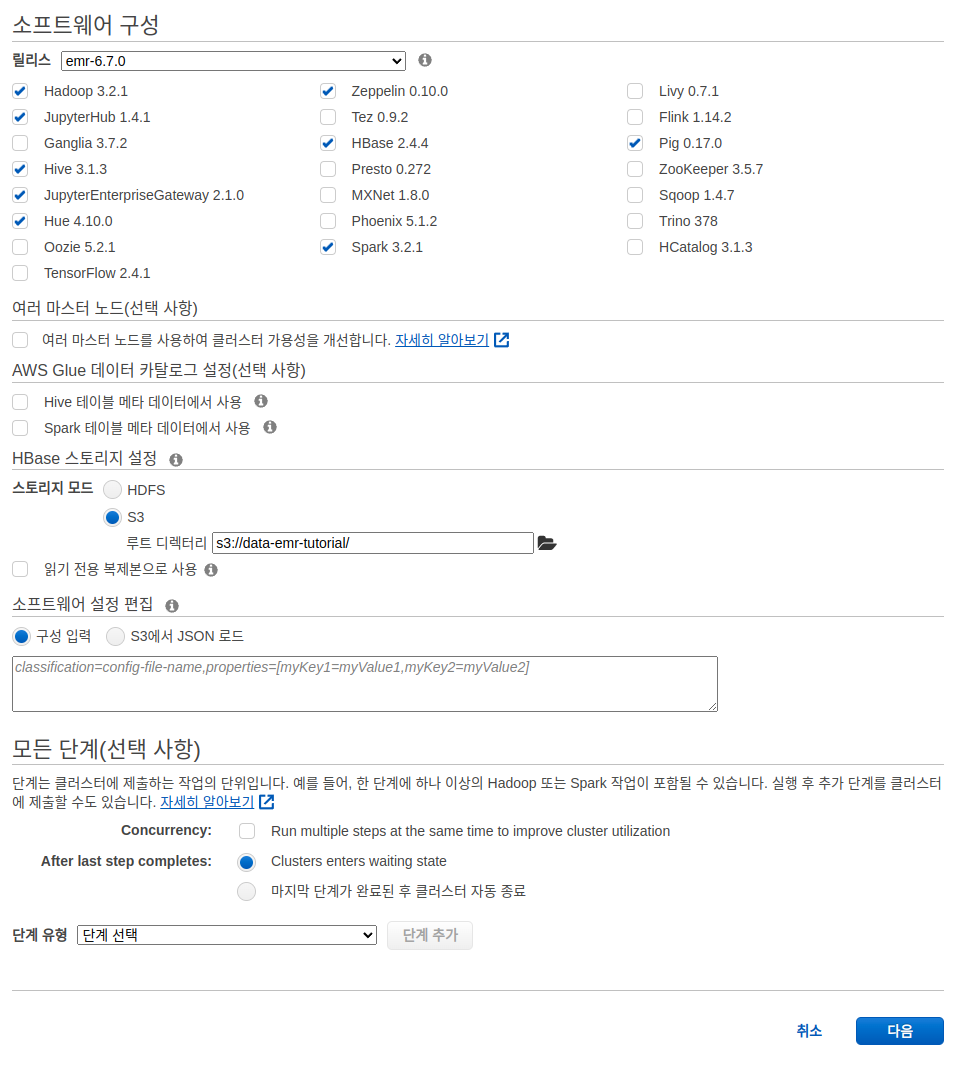 소프트웨어 구성
릴리스 emr-6.7.0
Hadoop 3.2.1 Zeppelin 0.10.0 Livy 0.7.1
JupyterHub 1.4.1 Tez 0.9.2 Flink 1.14.2
Ganglia 3.7.2 HBase 2.4.4 Pig 0.17.0
Hive 3.1.3 Presto 0.272 ZooKeeper 3.5.7
JupyterEnterpriseGateway 2.1.0 MXNet 1.8.0 Sqoop 1.4.7
Hue 4.10.0 Phoenix 5.1.2 Trino 378
Oozie 5.2.1 Spark 3.2.1 HCatalog 3.1.3
TensorFlow 2.4.1
여러 마스터 노드(선택 사항)
여러 마스터 노드를 사용하여 클러스터 가용성을 개선합니다. 자세히 알아보기
AWS Glue 데이터 카탈로그 설정(선택 사항)
Hive 테이블 메타 데이터에서 사용
Spark 테이블 메타 데이터에서 사용
HBase 스토리지 설정
스토리지 모드 HDFS
S3
루트 디렉터리 s3://data-emr-tutorial/
읽기 전용 복제본으로 사용
소프트웨어 설정 편집
구성 입력 S3에서 JSON 로드
classification=config-file-name,properties=[myKey1=myValue1,myKey2=myValue2]
모든 단계(선택 사항)
단계는 클러스터에 제출하는 작업의 단위입니다. 예를 들어, 한 단계에 하나 이상의 Hadoop 또는 Spark 작업이 포함될 수 있습니다. 실행 후 추가 단계를 클러스터
에 제출할 수도 있습니다. 자세히 알아보기
Concurrency: Run multiple steps at the same time to improve cluster utilization
After last step completes: Clusters enters waiting state
마지막 단계가 완료된 후 클러스터 자동 종료
단계 유형 단계 선택 단계 추가
취소 다음